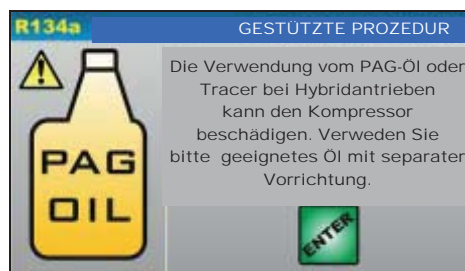 R134a
GESTÜTZTE PROZEDUR
Die Verwendung vom PAG-Öl oder
Tracer bei Hybridantrieben
kann den Kompressor
beschädigen. Verweden Sie
bitte geeignetes Öl mit separater
Vorrichtung.
PAG
OIL
ENTER